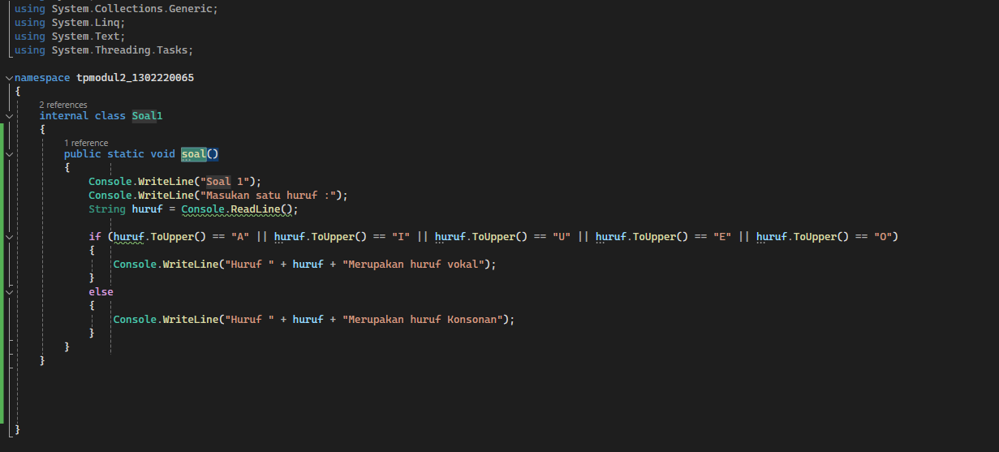 using System.Collections.Generic;
using System.Linq;
using System.Text;
using System.Threading.Tasks;
namespace tpmodul2_1302220065
{
2 references
internal class Soal1
{
1 reference
public static void soal()
{
Console.WriteLine("Soal 1");
Console.WriteLine("Masukan satu huruf :");
String huruf = Console.ReadLine();
if (huruf.ToUpper() == "A" || huruf.ToUpper() == "I" || huruf.ToUpper() == "U" || huruf.ToUpper() == "E" || huruf.ToUpper() == "O")
{
Console.WriteLine("Huruf " + huruf + "Merupakan huruf vokal");
}
else
{
Console.WriteLine("Huruf " + huruf + "Merupakan huruf Konsonan");
}
}
}
}